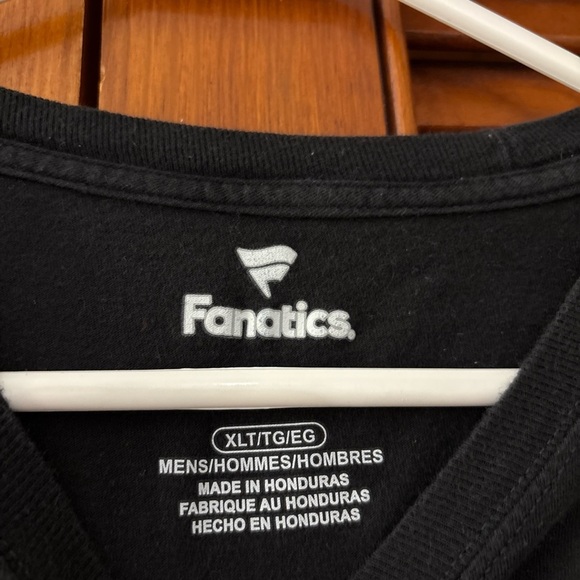 Fanatics.
XLT/TG/EG
MENS/HOMMES/HOMBRES
MADE IN HONDURAS
FABRIQUE AU HONDURAS
HECHO EN HONDURAS